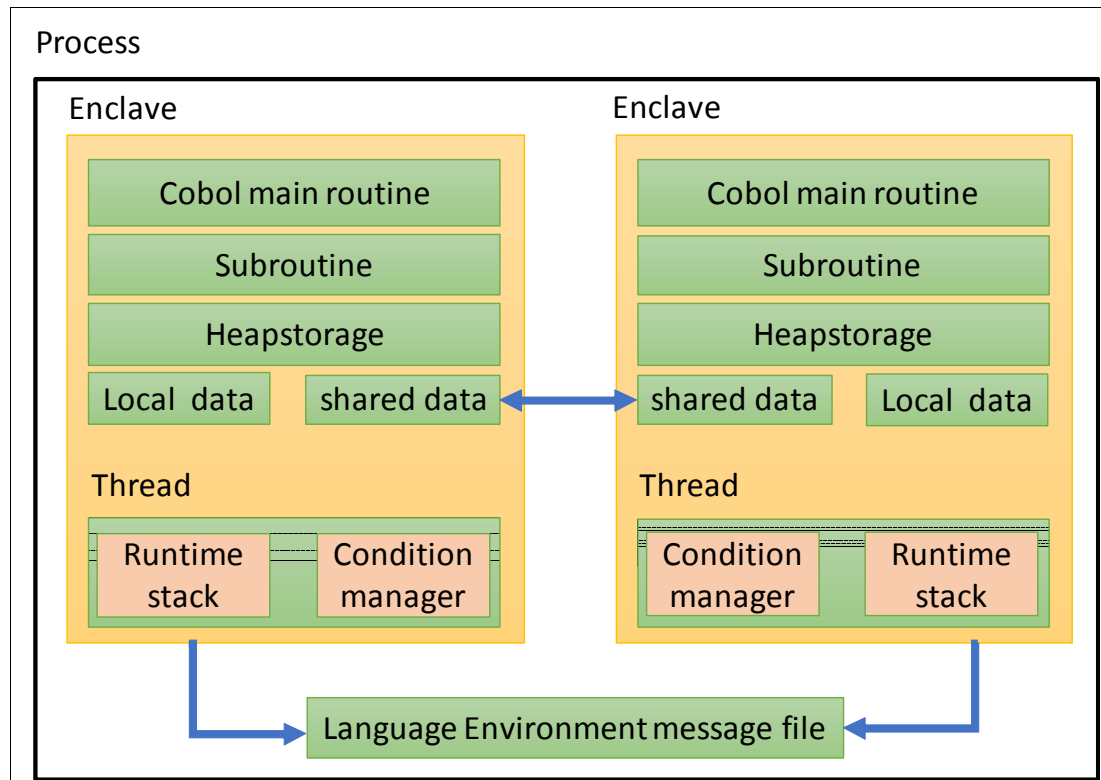 Process
Enclave
Enclave
Cobol main routine
Cobol main routine
Subroutine
Subroutine
Heapstorage
Heapstorage
Local data
shared data
shared data
Local data
Thread
Thread
Runtime
stack
Condition
manager
Condition
manager
Runtime
stack
Language Environment message file